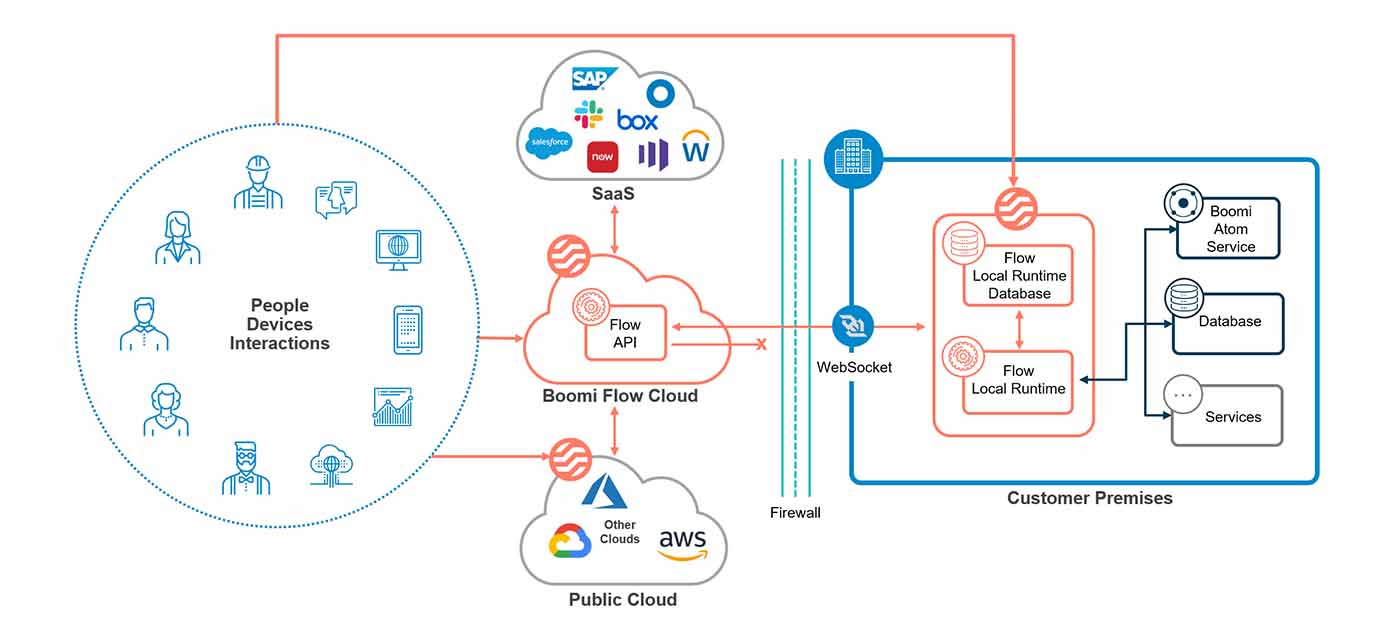 SAP
box
salesforce
now
W
SaaS
People
Devices
Interactions
Flow
API
Boomi Flow Cloud
X
Other
Clouds
aws
Public Cloud
Firewall
WebSocket
Flow
Local Runtime
Database
Flow
Local Runtime
Boomi
Atom
Service
Database
...
Services
Customer Premises